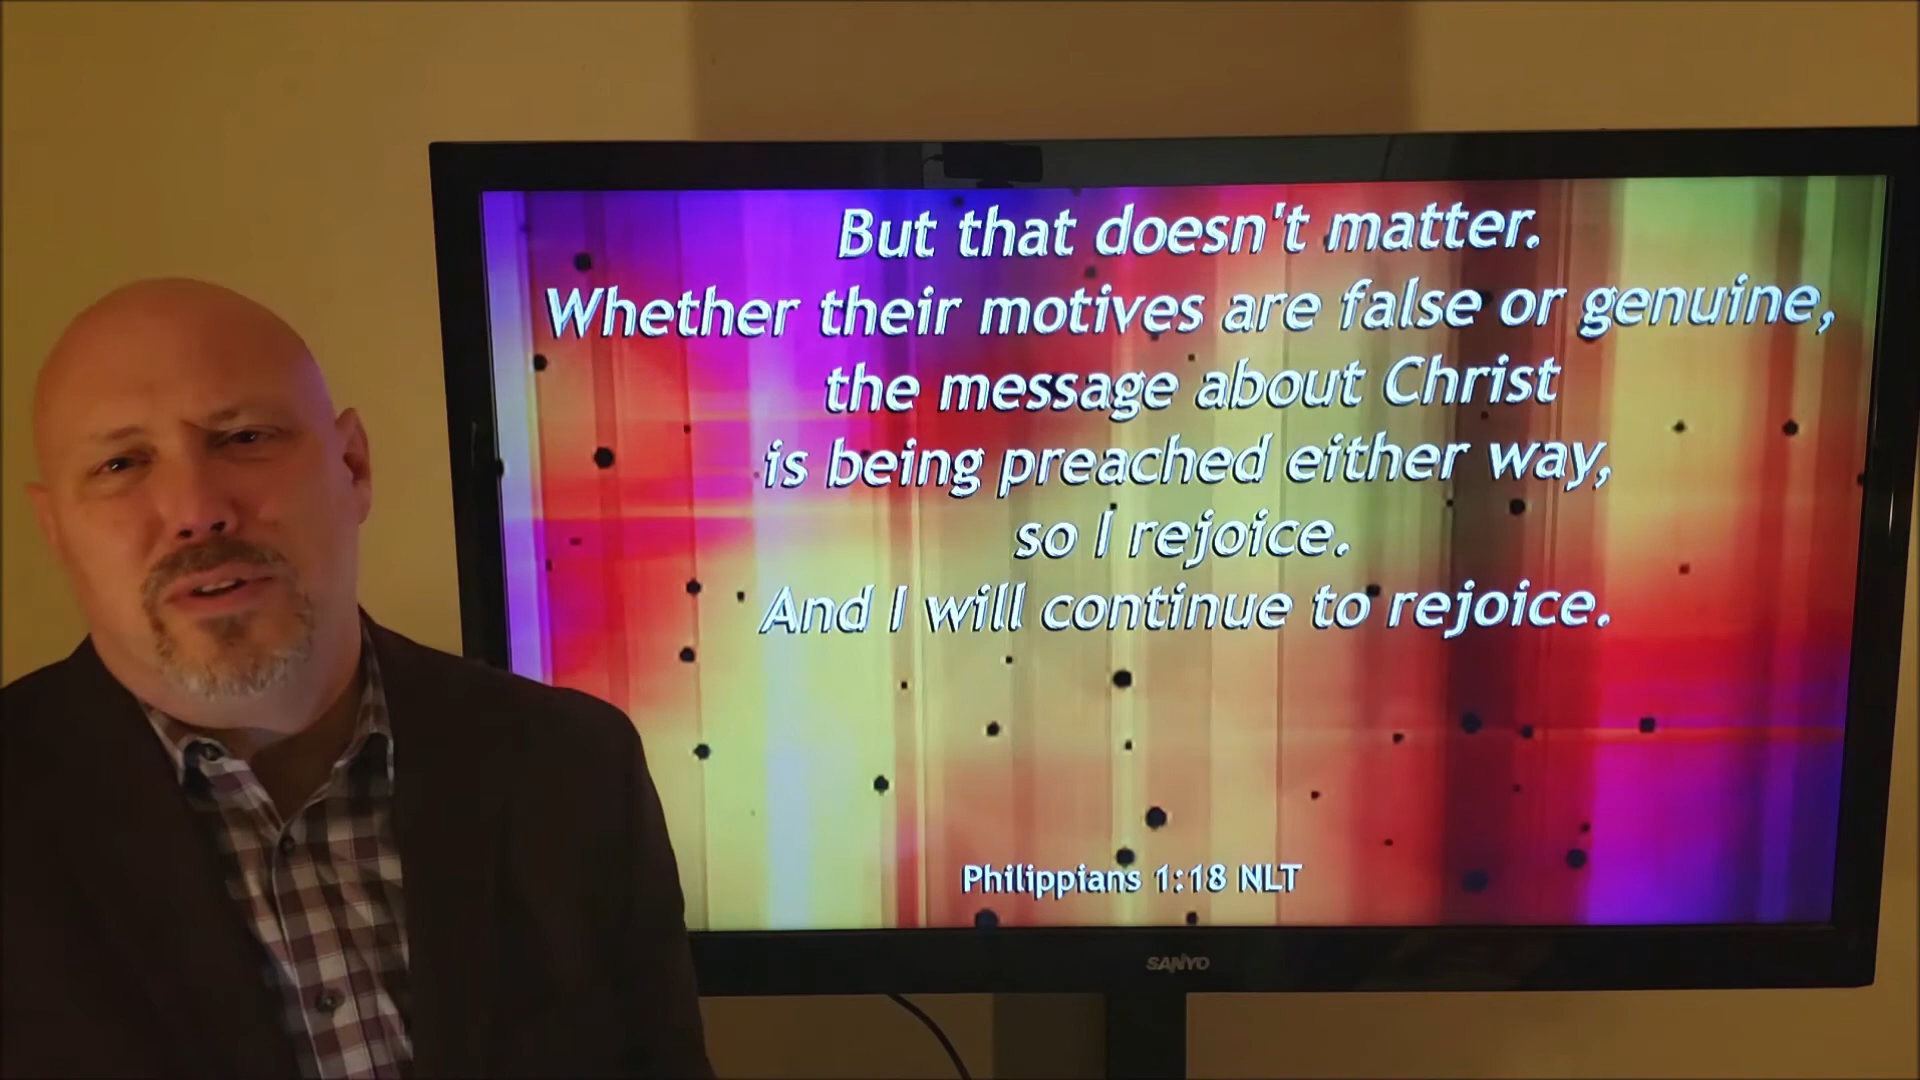 But that doesn't matter.
Whether their motives are false or genuine,
the message about Christ
is being preached either way,
so I rejoice.
And I will continue to rejoice.
Philippians 1:18 NLT
SANYO